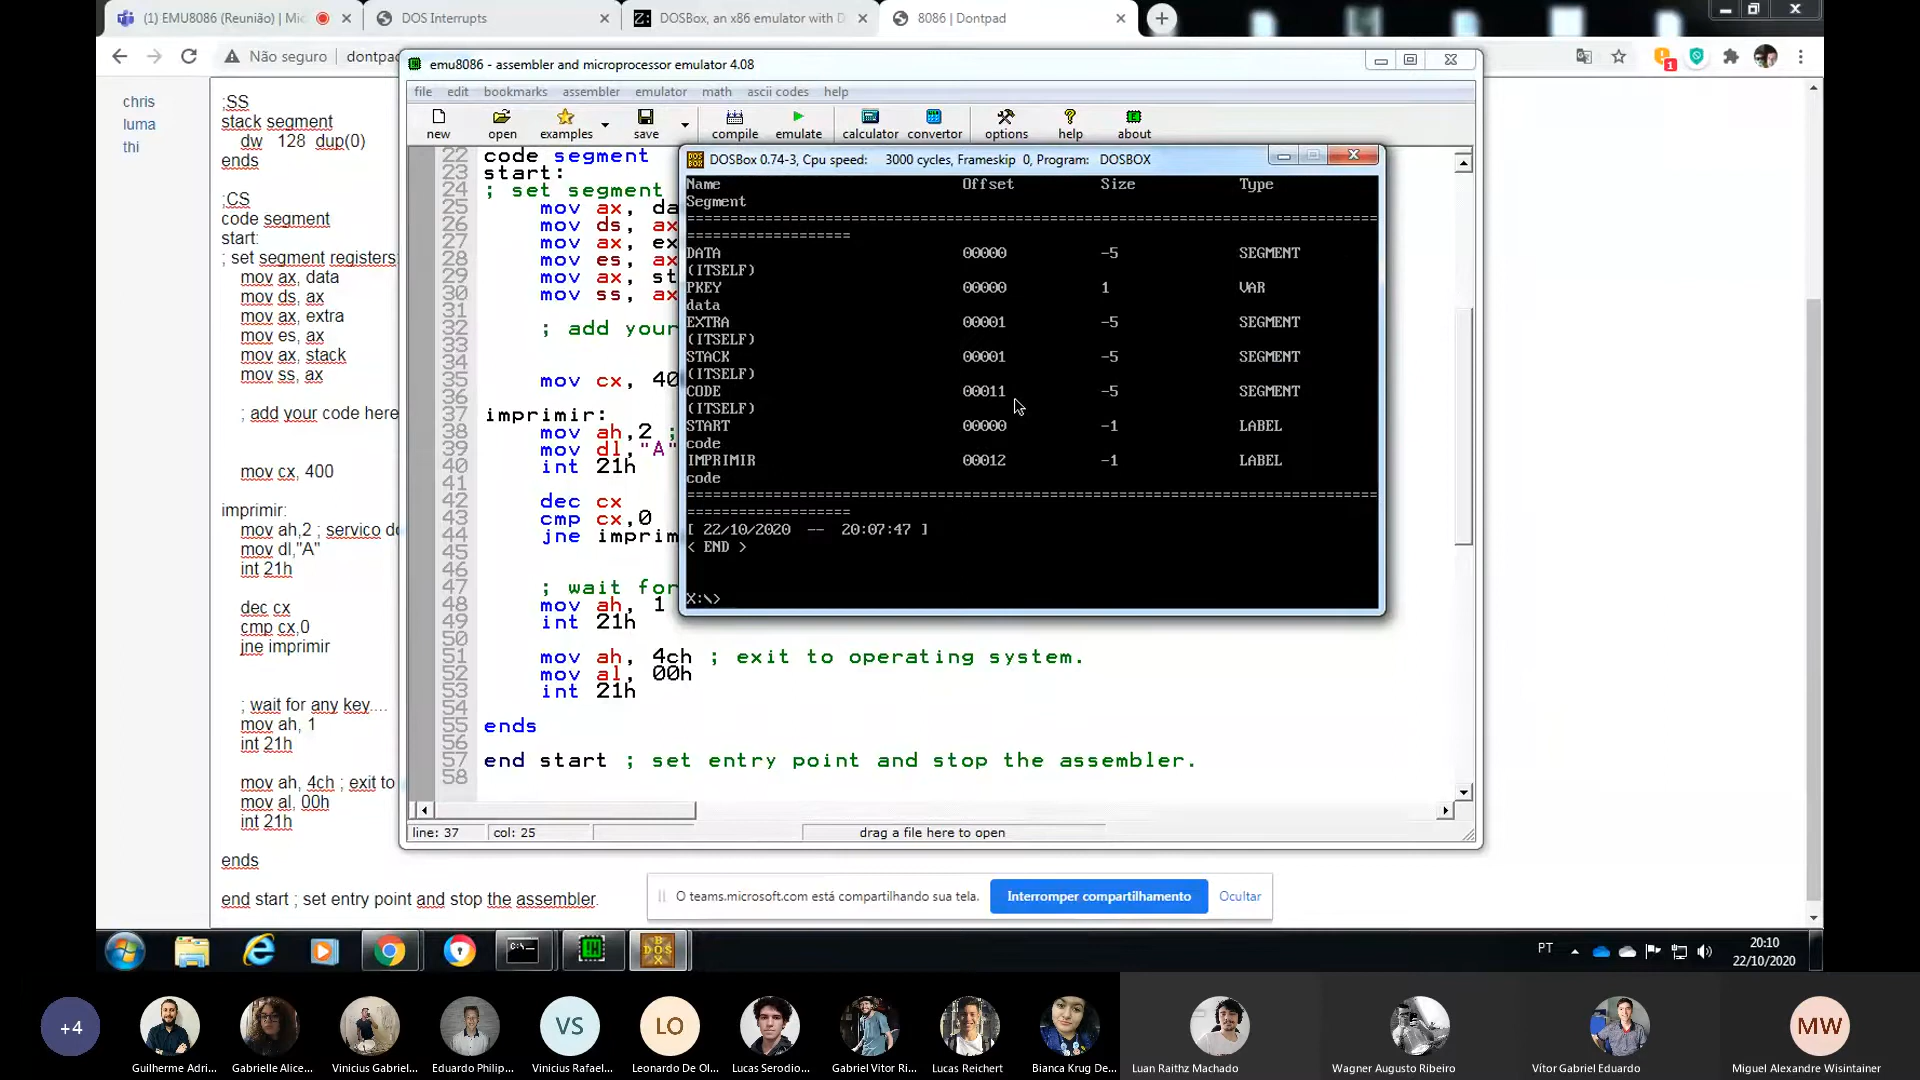 (1) EMU8086 (Reunião) | Mic
DOS Interrupts
DOSBox, an x86 emulator with D
8086 | Dontpad
Não seguro
dontpad
chris
luma
thi
;SS
stack segment
dw 128 dup(0)
ends
;CS
code segment
start:
; set segment registers:
mov ax, data
mov ds, ax
mov ax, extra
mov es, ax
mov ax, stack
mov ss, ax
; add your code here
mov cx, 400
imprimir:
mov ah,2 ; servico do
mov dl,"A"
int 21h
dec cx
cmp cx,0
jne imprimir
; wait for any key....
mov ah, 1
int 21h
mov ah, 4ch ; exit to
mov al, 00h
int 21h
ends
end start ; set entry point and stop the assembler.
emu8086 - assembler and microprocessor emulator 4.08
file edit bookmarks assembler emulator math ascii codes help
new open examples save compile emulate calculator convertor options help about
22 code segment
23 start:
24 ; set segment
25 mov ax, da
26 mov ds, ax
27 mov ax, ex
28 mov es, ax
29 mov ax, st
30 mov ss, ax
31
32 ; add your
33
34
35 mov cx, 40
36
37 imprimir:
38 mov ah,2 ;
39 mov dl,"A"
40 int 21h
41
42 dec cx
43 cmp cx,0
44 jne imprim
45
46
47 ; wait for
48 mov ah, 1
49 int 21h
50
51 mov ah, 4ch ; exit to operating system.
52 mov al, 00h
53 int 21h
54
55 ends
56
57 end start ; set entry point and stop the assembler.
58
line: 37 col: 25 drag a file here to open
DOSBox 0.74-3, Cpu speed: 3000 cycles, Frameskip 0, Program: DOSBOX
Name Offset Size Type
Segment
================================================================================
===================
DATA 00000 -5 SEGMENT
(ITSELF)
PKEY 00000 1 VAR
data
EXTRA 00001 -5 SEGMENT
(ITSELF)
STACK 00001 -5 SEGMENT
(ITSELF)
CODE 00011 -5 SEGMENT
(ITSELF)
START 00000 -1 LABEL
code
IMPRIMIR 00012 -1 LABEL
code
================================================================================
===================
[ 22/10/2020 -- 20:07:47 ]
< END >
X:\>
O teams.microsoft.com está compartilhando sua tela. Interromper compartilhamento Ocultar
PT
20:10
22/10/2020
+4
VS
LO
MW
Guilherme Adri...
Gabrielle Alice...
Vinicius Gabriel...
Eduardo Philip...
Vinicius Rafael...
Leonardo De Ol...
Lucas Serodio...
Gabriel Vitor Ri...
Lucas Reichert
Bianca Krug De...
Luan Raithz Machado
Wagner Augusto Ribeiro
Vítor Gabriel Eduardo
Miguel Alexandre Wisintainer